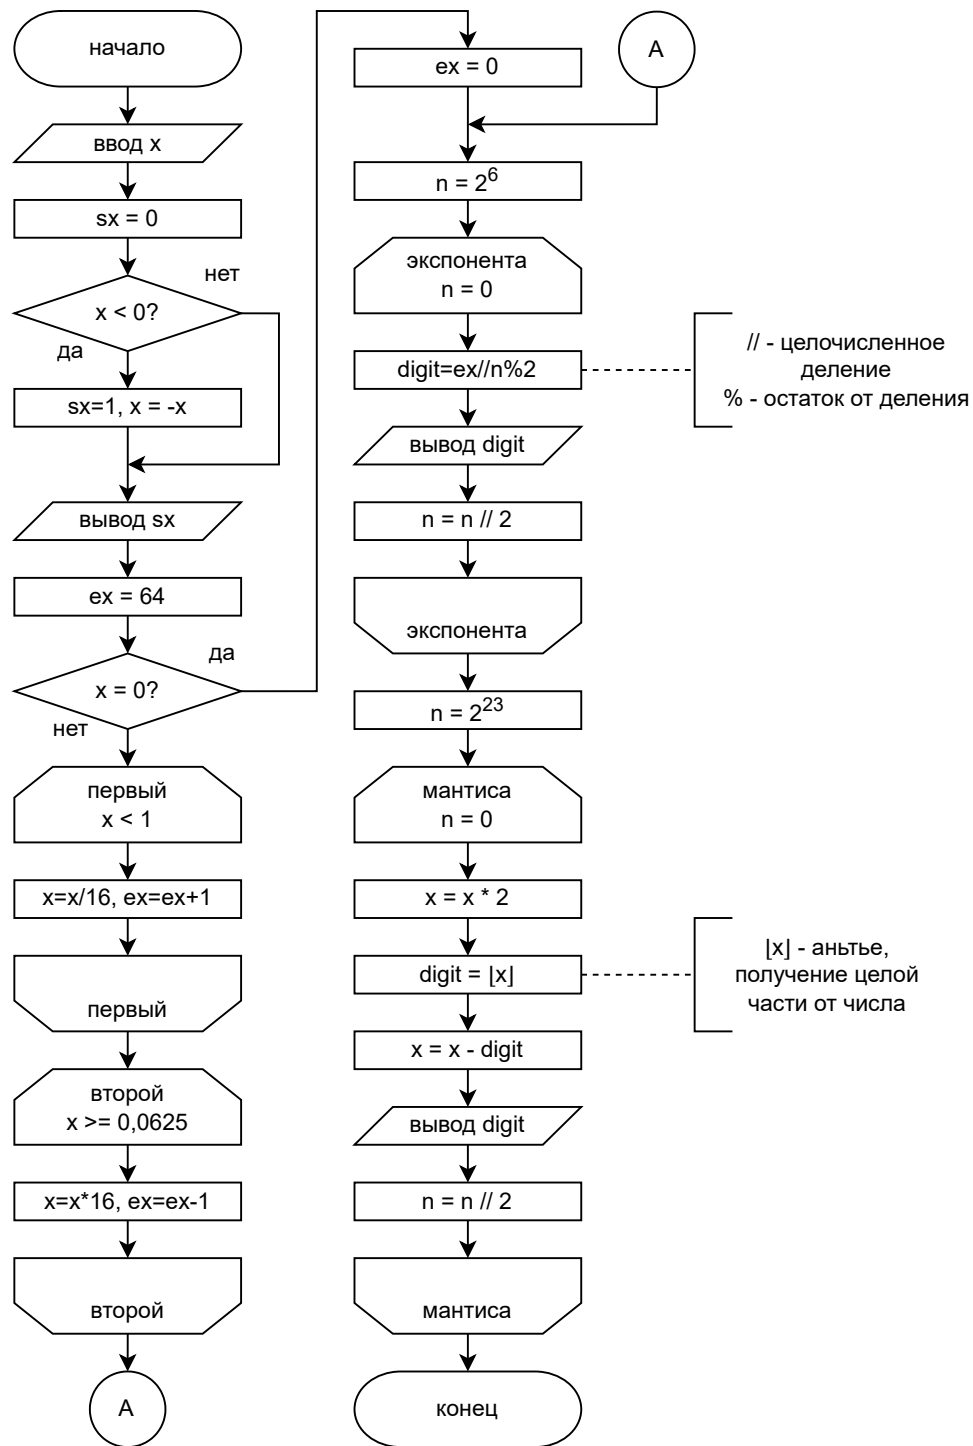 начало
ввод x
sx = 0
x < 0?
нет
да
sx=1, x = -x
вывод sx
ex = 64
x = 0?
да
нет
первый
x < 1
x=x/16, ex=ex+1
первый
второй
x >= 0,0625
x=x*16, ex=ex-1
второй
A
ex = 0
A
n = 2^6
экспонента
n = 0
digit=ex//n%2
// - целочисленное
деление
% - остаток от деления
вывод digit
n = n // 2
экспонента
n = 2^23
мантиса
n = 0
x = x * 2
digit = ⌊x⌋
⌊x⌋ - аньтье,
получение целой
части от числа
x = x - digit
вывод digit
n = n // 2
мантиса
конец